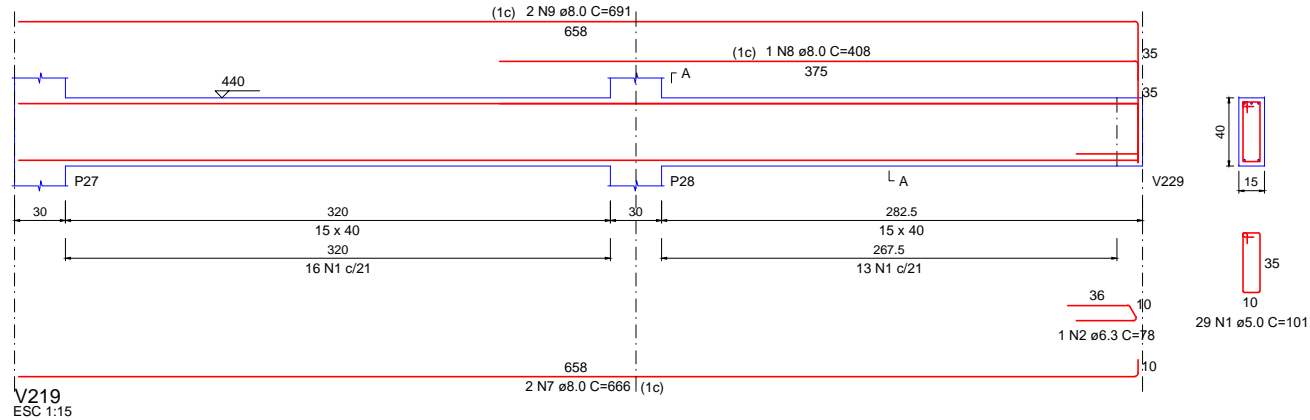 (1c) 2 N9 ø8.0 C=691
658
(1c) 1 N8 ø8.0 C=408
35
375
A
440
35
40
P27
P28
A
V229
15
30
320
30
282.5
15 x 40
15 x 40
320
267.5
16 N1 c/21
13 N1 c/21
35
36
10
10
1 N2 ø6.3 C=78
29 N1 ø5.0 C=101
658
10
2 N7 ø8.0 C=666 (1c)
V219
ESC 1:15